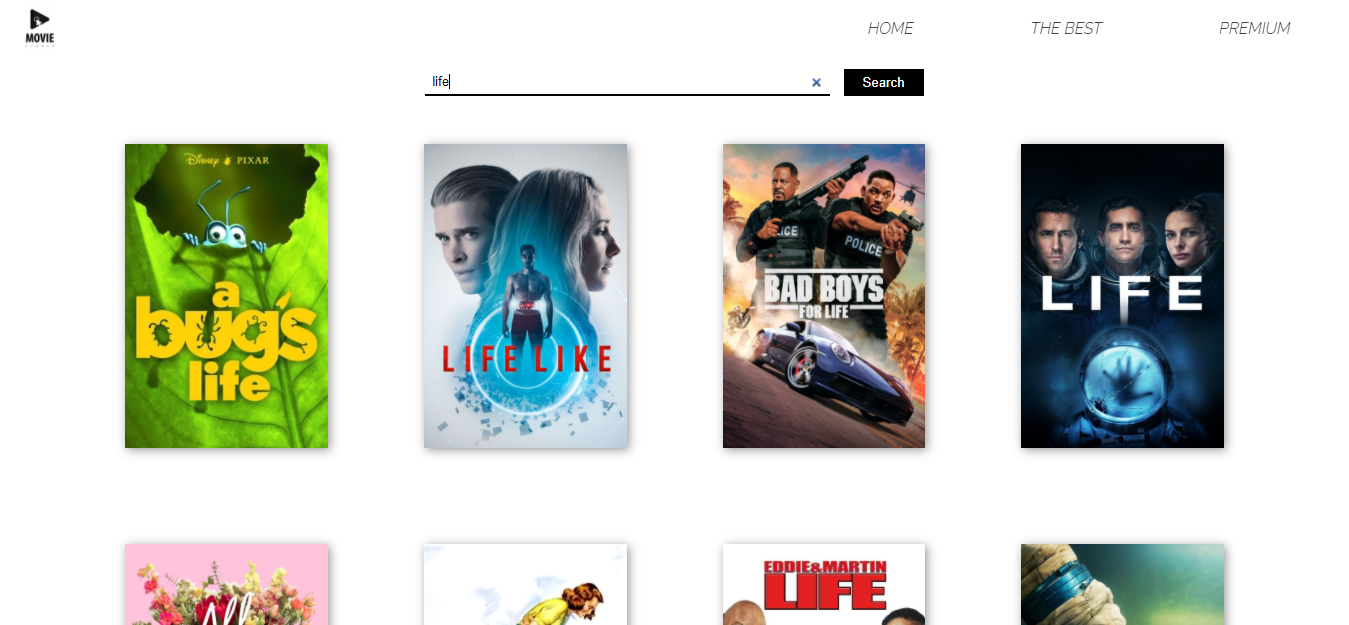 MOVIE
HOME
THE BEST
PREMIUM
life
Search
Disney PIXAR
a
bug's
life
LIFE LIKE
POLICE
BAD BOYS
FOR LIFE
LIFE
All
EDDIE & MARTIN
LIFE